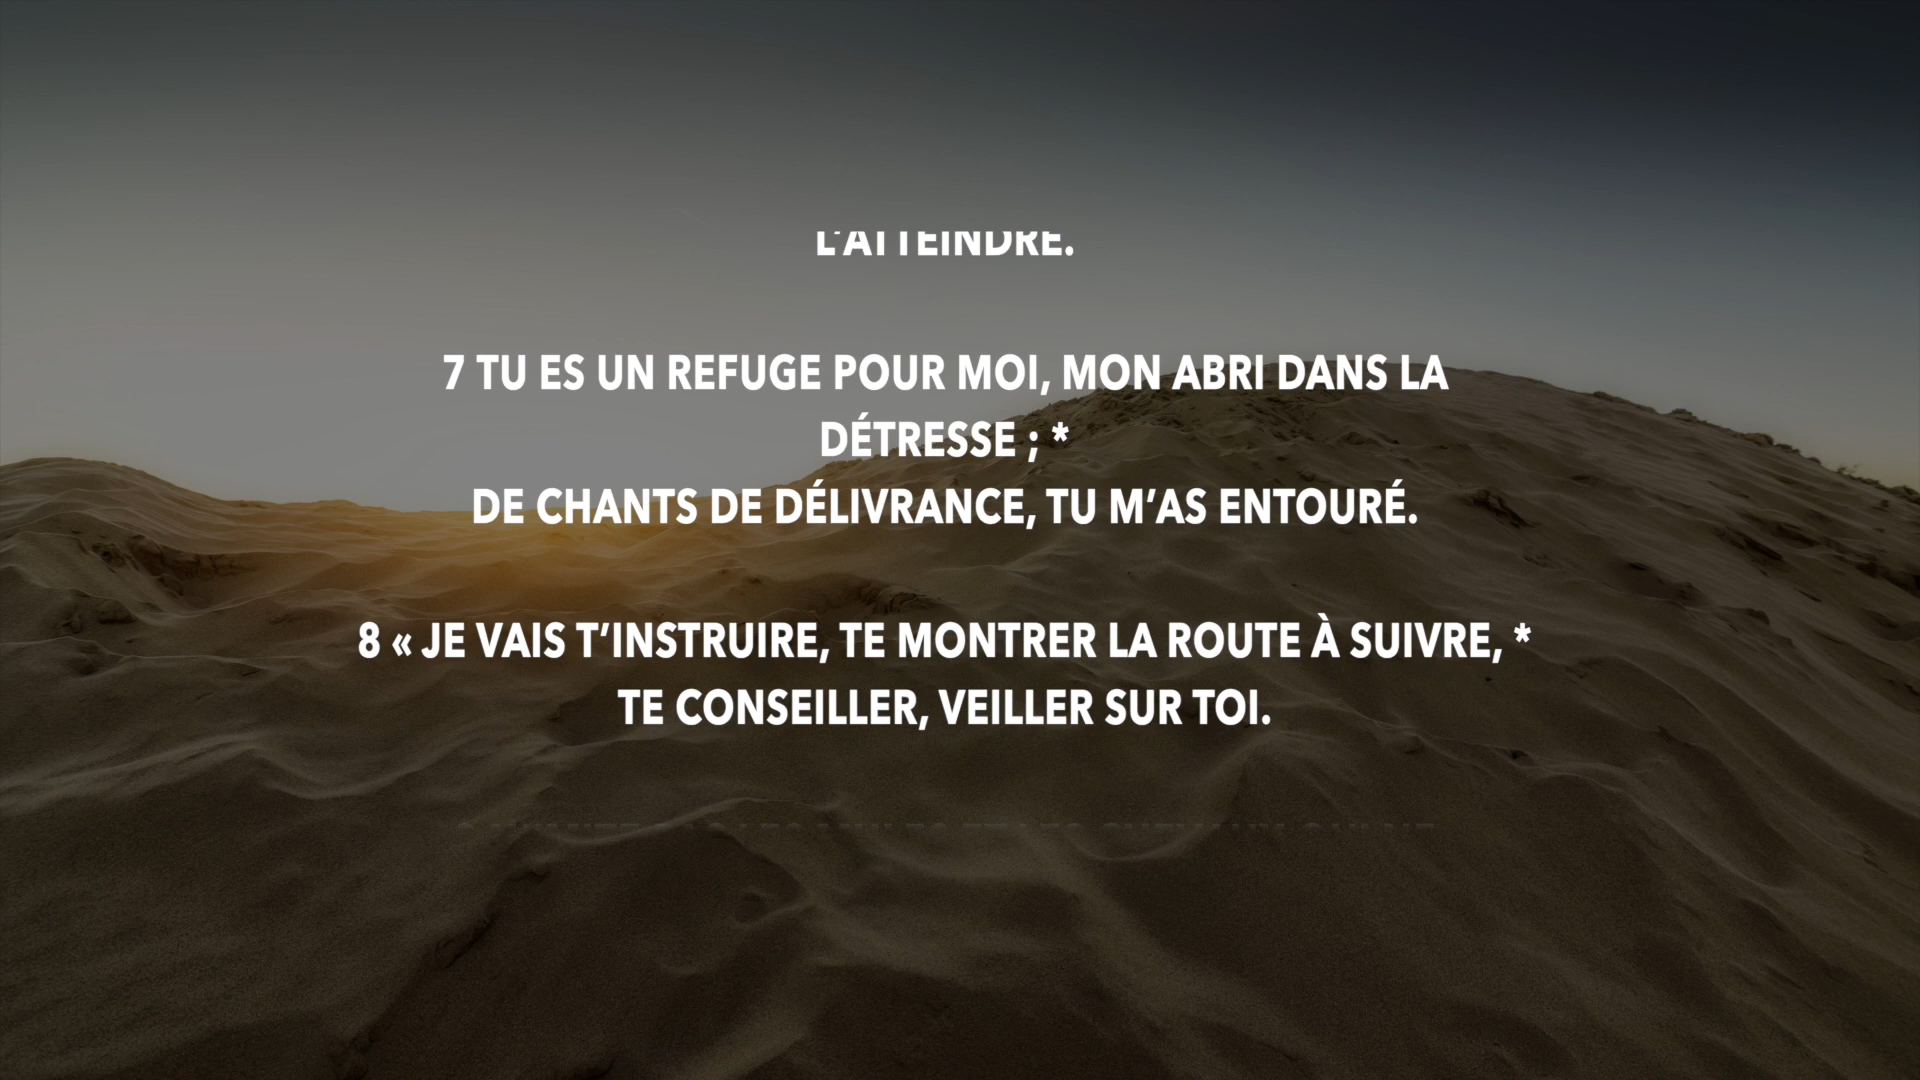 L'ATTEINDRE.
7 TU ES UN REFUGE POUR MOI, MON ABRI DANS LA
DÉTRESSE ; *
DE CHANTS DE DÉLIVRANCE, TU M’AS ENTOURÉ.
8 « JE VAIS T’INSTRUIRE, TE MONTRER LA ROUTE À SUIVRE, *
TE CONSEILLER, VEILLER SUR TOI.